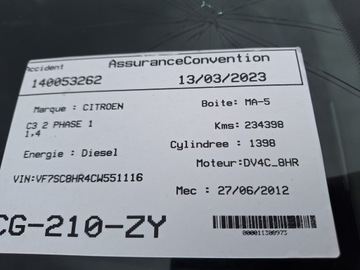 Accident AssuranceConvention
140053262 13/03/2023
Marque : CITROEN Boite: MA-5
C3 2 PHASE 1 Kms: 234398
1,4 Cylindree : 1398
Energie : Diesel Moteur:DV4C_8HR
VIN:VF7SC8HR4CW551116 Mec : 27/06/2012
CG-210-ZY